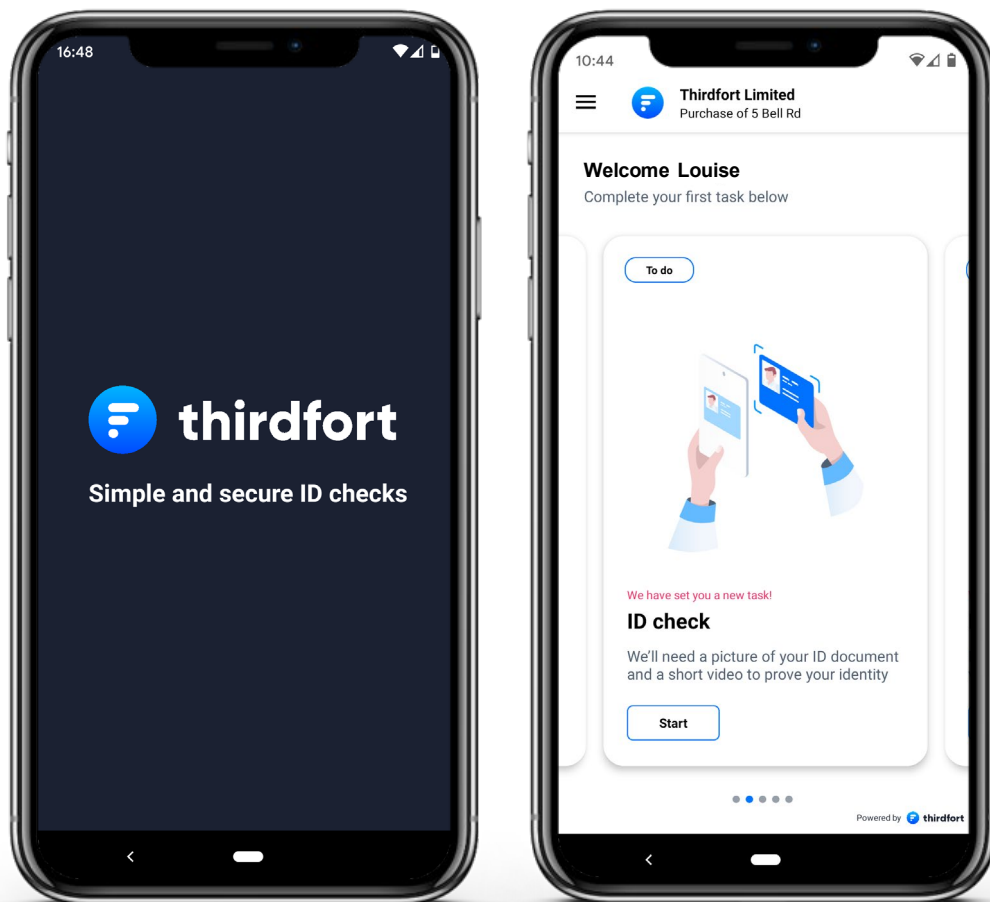 16:48
thirdfort
Simple and secure ID checks
10:44
Thirdfort Limited
Purchase of 5 Bell Rd
Welcome Louise
Complete your first task below
To do
We have set you a new task!
ID check
We'll need a picture of your ID document
and a short video to prove your identity
Start
Powered by thirdfort